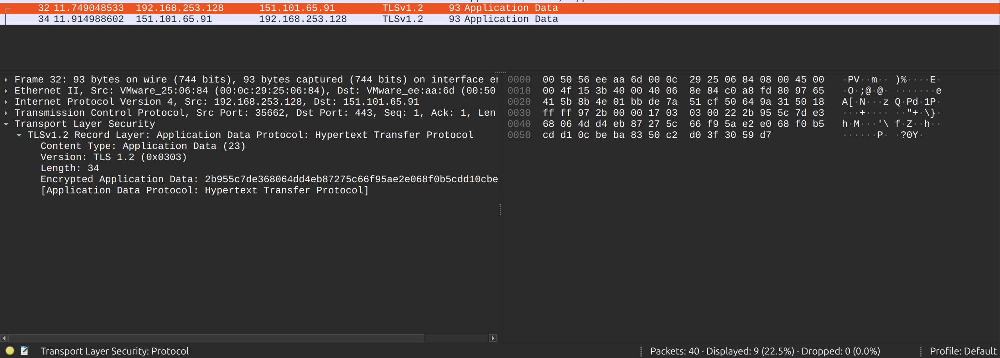 32 11.749048533 192.168.253.128 151.101.65.91 TLSv1.2 93 Application Data
34 11.914988602 151.101.65.91 192.168.253.128 TLSv1.2 93 Application Data
Frame 32: 93 bytes on wire (744 bits), 93 bytes captured (744 bits) on interface
Ethernet II, Src: VMware_25:06:84 (00:0c:29:25:06:84), Dst: VMware_ee:aa:6d (00:50
Internet Protocol Version 4, Src: 192.168.253.128, Dst: 151.101.65.91
Transmission Control Protocol, Src Port: 35662, Dst Port: 443, Seq: 1, Ack: 1, Len
Transport Layer Security
TLSv1.2 Record Layer: Application Data Protocol: Hypertext Transfer Protocol
Content Type: Application Data (23)
Version: TLS 1.2 (0x0303)
Length: 34
Encrypted Application Data: 2b955c7de368064dd4eb87275c66f95ae2e068f0b5cdd10cbe
[Application Data Protocol: Hypertext Transfer Protocol]
0000 00 50 56 ee aa 6d 00 0c 29 25 06 84 08 00 45 00 ·PV··m·· )%····E·
0010 00 4f 15 3b 40 00 40 06 8e 84 c0 a8 fd 80 97 65 ·O·;@·@· ·······e
0020 41 5b 8b 4e 01 bb de 7a 51 cf 50 64 9a 31 50 18 A[·N···z Q·Pd·1P·
0030 ff ff 97 2b 00 00 17 03 03 00 22 2b 95 5c 7d e3 ···+···· ··"+·\}·
0040 68 06 4d d4 eb 87 27 5c 66 f9 5a e2 e0 68 f0 b5 h·M···'\ f·Z··h··
0050 cd d1 0c be ba 83 50 c2 d0 3f 30 59 d7 ······P· ·?0Y·
Transport Layer Security: Protocol
Packets: 40 · Displayed: 9 (22.5%) · Dropped: 0 (0.0%)
Profile: Default